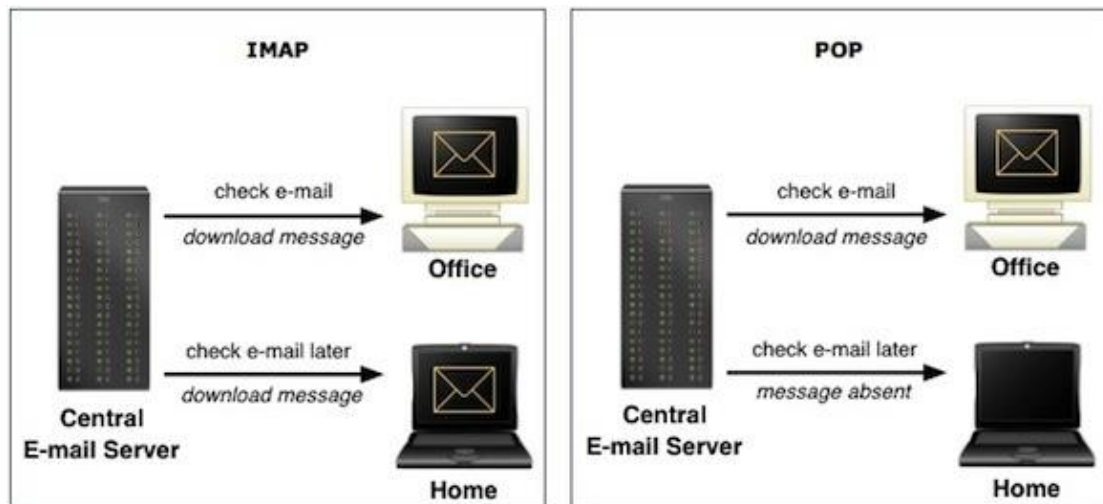 IMAP
check e-mail
download message
Office
check e-mail later
download message
Central
E-mail Server
Home
POP
check e-mail
download message
Office
check e-mail later
message absent
Central
E-mail Server
Home